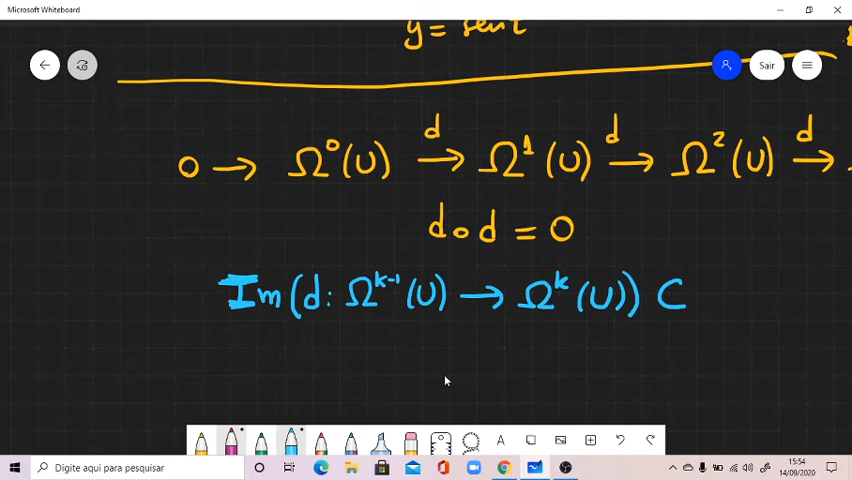 Microsoft Whiteboard
y = sent
Sair
0 → Ω⁰(U) →ᵈ Ω¹(U) →ᵈ Ω²(U) →ᵈ
d∘d = 0
Im(d: Ωᵏ⁻¹(U) → Ωᵏ(U)) ⊂
A
Digite aqui para pesquisar
15:54
14/09/2020